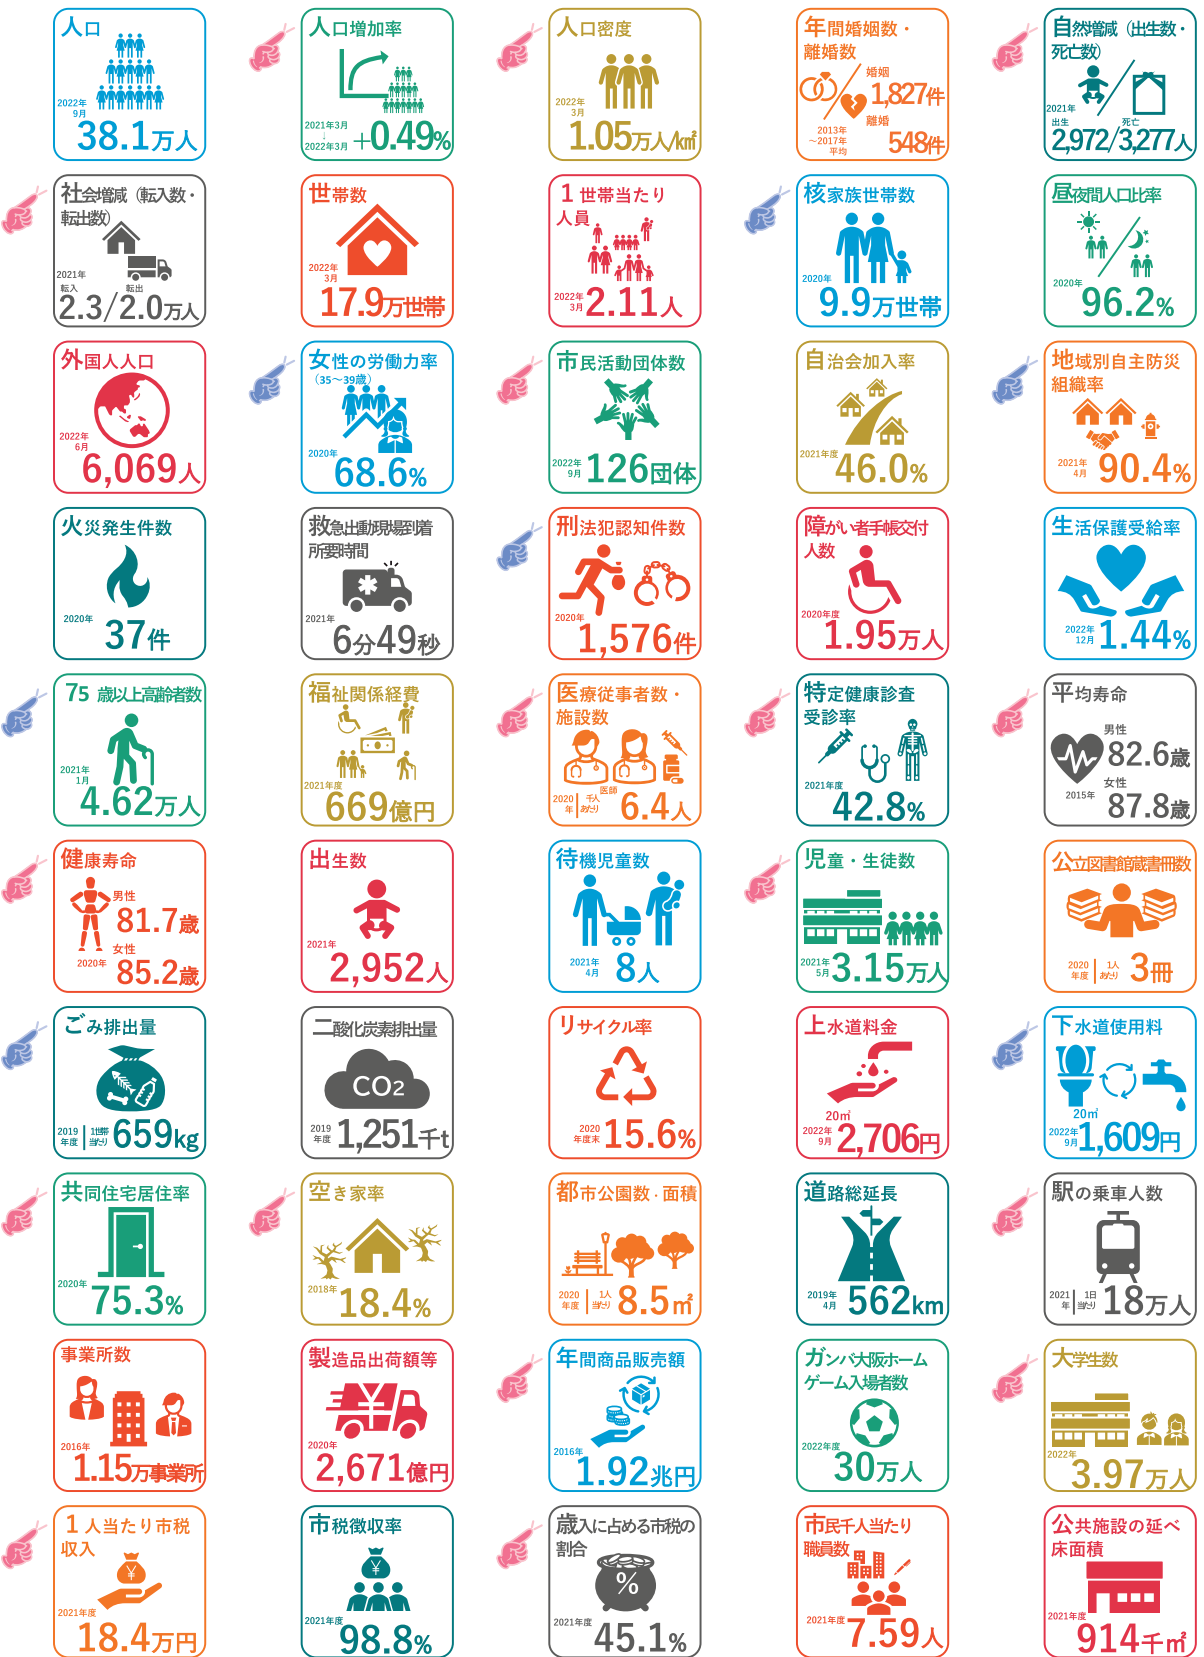 人口
2022年
9月
38.1万人
人口増加率
2021年3月
↓
2022年3月
+0.49%
人口密度
2022年
3月
1.05万人/k㎡
年間婚姻数・
離婚数
婚姻
1,827件
離婚
2013年
~2017年
平均
548件
自然増減（出生数・
死亡数）
2021年
出生
死亡
2,972/3,277人
社会増減（転入数・
転出数）
2021年
転入
転出
2.3/2.0万人
世帯数
2022年
3月
17.9万世帯
1世帯当たり
人員
2022年
3月
2.11人
核家族世帯数
2020年
9.9万世帯
昼夜間人口比率
2020年
96.2%
外国人人口
2022年
6月
6,069人
女性の労働力率
（35～39歳）
2020年
68.6%
市民活動団体数
2022年
9月
126団体
自治会加入率
2021年度
46.0%
地域別自主防災
組織率
2021年
4月
90.4%
火災発生件数
2020年
37件
救急出動現場到着
所要時間
2021年
6分49秒
刑法犯認知件数
2020年
1,576件
障がい者手帳交付
人数
2020年度
1.95万人
生活保護受給率
2022年
12月
1.44%
75歳以上高齢者数
2021年
1月
4.62万人
福祉関係経費
2021年度
669億円
医療従事者数・
施設数
医師
2020年
千人
あたり
6.4人
特定健康診査
受診率
2021年度
42.8%
平均寿命
男性
82.6歳
女性
2015年
87.8歳
健康寿命
男性
81.7歳
女性
2020年
85.2歳
出生数
2021年
2,952人
待機児童数
2021年
4月
8人
児童・生徒数
2021年
5月
3.15万人
公立図書館蔵書冊数
2020
年度
1人
あたり
3冊
ごみ排出量
2019
年度
1世帯
当たり
659kg
二酸化炭素排出量
CO2
2019
年度
1,251千t
リサイクル率
2020
年度末
15.6%
上水道料金
20㎥
2022年
9月
2,706円
下水道使用料
20㎥
2022年
9月
1,609円
共同住宅居住率
2020年
75.3%
空き家率
2018年
18.4%
都市公園数・面積
2020
年度
1人
当たり
8.5㎡
道路総延長
2019年
4月
562km
駅の乗車人数
2021
年
1日
当たり
18万人
事業所数
2016年
1.15万事業所
製造品出荷額等
2020年
2,671億円
年間商品販売額
2016年
1.92兆円
ガンバ大阪ホーム
ゲーム入場者数
2022年度
30万人
大学生数
2022年
3.97万人
1人当たり市税
収入
2021年度
18.4万円
市税徴収率
2021年度
98.8%
歳入に占める市税の
割合
%
2021年度
45.1%
市民千人当たり
職員数
2021年度
7.59人
公共施設の延べ
床面積
2021年度
914千㎡